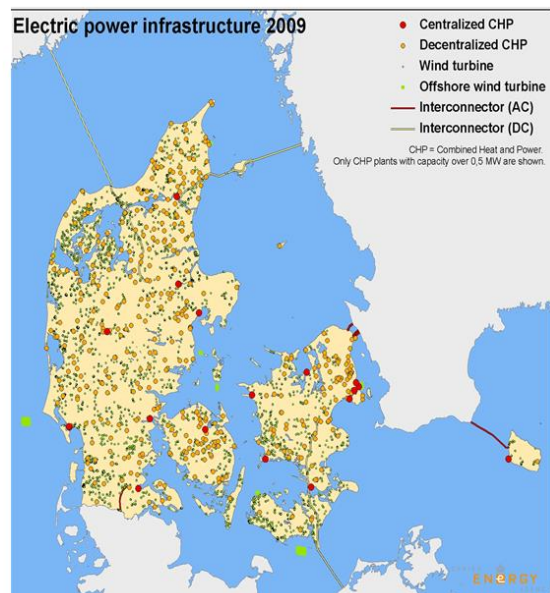 Electric power infrastructure 2009
Centralized CHP
Decentralized CHP
Wind turbine
Offshore wind turbine
Interconnector (AC)
Interconnector (DC)
CHP = Combined Heat and Power.
Only CHP plants with capacity over 0,5 MW are shown.
ENERGY